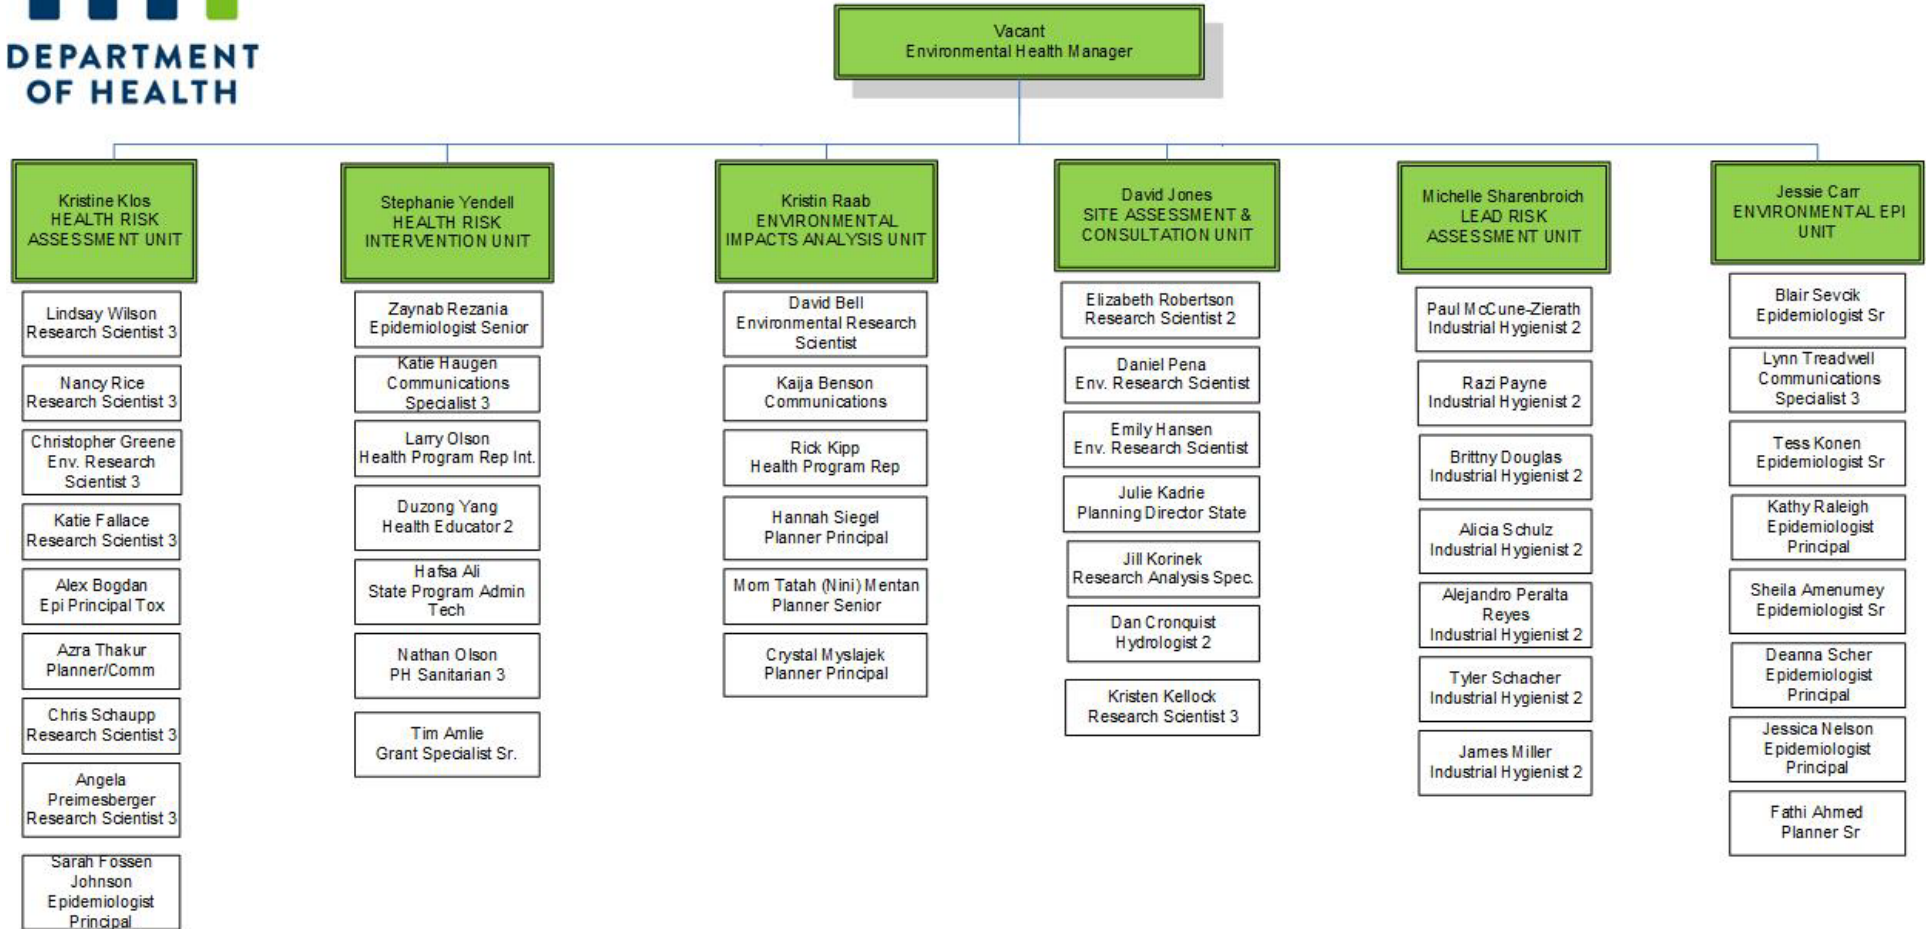 DEPARTMENT
OF HEALTH
Vacant
Environmental Health Manager
Kristine Klos
HEALTH RISK
ASSESSMENT UNIT
Lindsay Wilson
Research Scientist 3
Nancy Rice
Research Scientist 3
Christopher Greene
Env. Research
Scientist 3
Katie Fallace
Research Scientist 3
Alex Bogdan
Epi Principal Tox
Azra Thakur
Planner/Comm
Chris Schaupp
Research Scientist 3
Angela
Preimesberger
Research Scientist 3
Sarah Fossen
Johnson
Epidemiologist
Principal
Stephanie Yendell
HEALTH RISK
INTERVENTION UNIT
Zaynab Rezania
Epidemiologist Senior
Katie Haugen
Communications
Specialist 3
Larry Olson
Health Program Rep Int.
Duzong Yang
Health Educator 2
Hafsa Ali
State Program Admin
Tech
Nathan Olson
PH Sanitarian 3
Tim Amlie
Grant Specialist Sr.
Kristin Raab
ENVIRONMENTAL
IMPACTS ANALYSIS UNIT
David Bell
Environmental Research
Scientist
Kaija Benson
Communications
Rick Kipp
Health Program Rep
Hannah Siegel
Planner Principal
Mom Tatah (Nini) Mentan
Planner Senior
Crystal Myslajek
Planner Principal
David Jones
SITE ASSESSMENT &
CONSULTATION UNIT
Elizabeth Robertson
Research Scientist 2
Daniel Pena
Env. Research Scientist
Emily Hansen
Env. Research Scientist
Julie Kadrie
Planning Director State
Jill Korinek
Research Analysis Spec.
Dan Cronquist
Hydrologist 2
Kristen Kellock
Research Scientist 3
Michelle Sharenbroich
LEAD RISK
ASSESSMENT UNIT
Paul McCune-Zierath
Industrial Hygienist 2
Razi Payne
Industrial Hygienist 2
Brittny Douglas
Industrial Hygienist 2
Alicia Schulz
Industrial Hygienist 2
Alejandro Peralta
Reyes
Industrial Hygienist 2
Tyler Schacher
Industrial Hygienist 2
James Miller
Industrial Hygienist 2
Jessie Carr
ENVIRONMENTAL EPI
UNIT
Blair Sevcik
Epidemiologist Sr
Lynn Treadwell
Communications
Specialist 3
Tess Konen
Epidemiologist Sr
Kathy Raleigh
Epidemiologist
Principal
Sheila Amenumey
Epidemiologist Sr
Deanna Scher
Epidemiologist
Principal
Jessica Nelson
Epidemiologist
Principal
Fathi Ahmed
Planner Sr